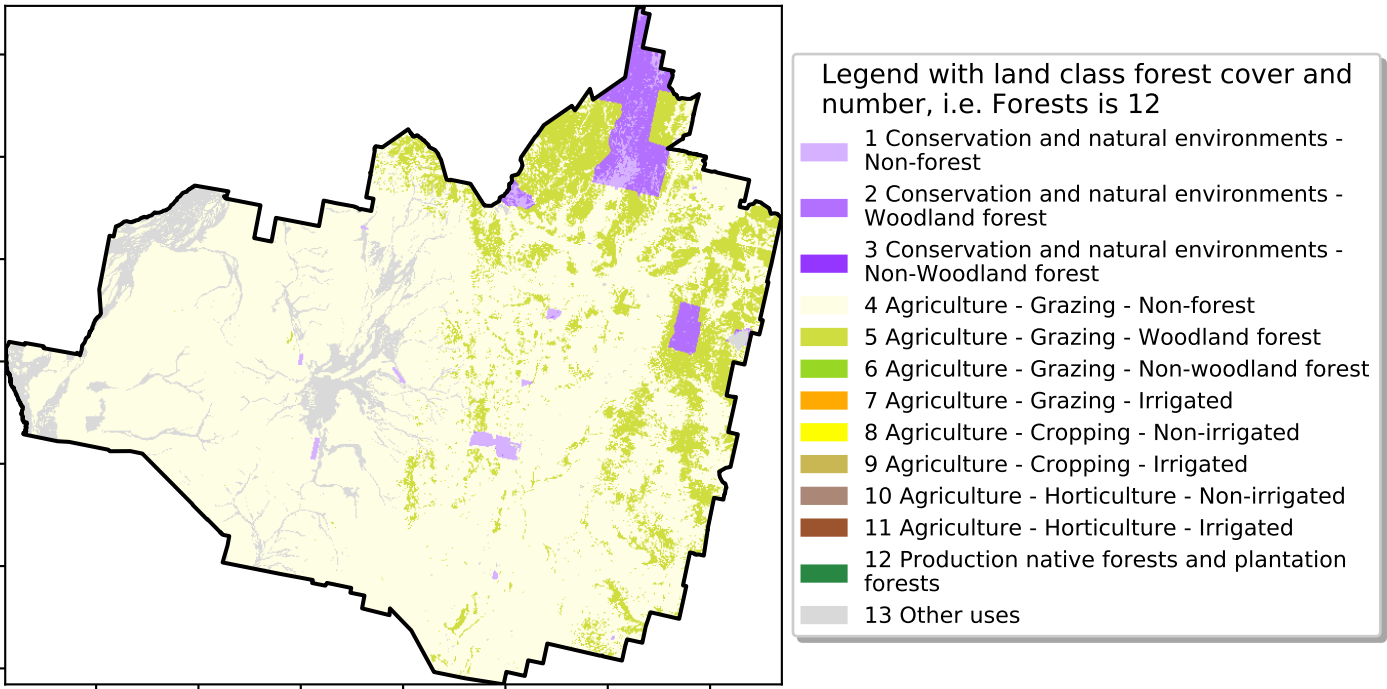 Legend with land class forest cover and
number, i.e. Forests is 12
1 Conservation and natural environments -
Non-forest
2 Conservation and natural environments -
Woodland forest
3 Conservation and natural environments -
Non-Woodland forest
4 Agriculture - Grazing - Non-forest
5 Agriculture - Grazing - Woodland forest
6 Agriculture - Grazing - Non-woodland forest
7 Agriculture - Grazing - Irrigated
8 Agriculture - Cropping - Non-irrigated
9 Agriculture - Cropping - Irrigated
10 Agriculture - Horticulture - Non-irrigated
11 Agriculture - Horticulture - Irrigated
12 Production native forests and plantation
forests
13 Other uses